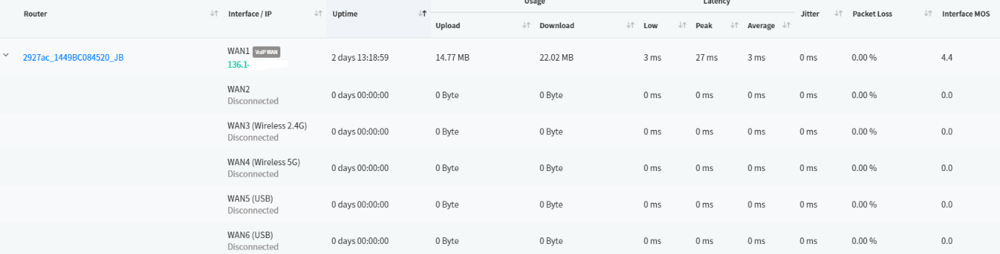 Usage Latency
Router Interface / IP Uptime Upload Download Low Peak Average Jitter Packet Loss Interface MOS
2927ac_1449BC084520_JB WAN1 VoIP WAN 2 days 13:18:59 14.77 MB 22.02 MB 3 ms 27 ms 3 ms 0 ms 0.00 % 4.4
136.1
WAN2 0 days 00:00:00 0 Byte 0 Byte 0 ms 0 ms 0 ms 0 ms 0.00 % 0.0
Disconnected
WAN3 (Wireless 2.4G) 0 days 00:00:00 0 Byte 0 Byte 0 ms 0 ms 0 ms 0 ms 0.00 % 0.0
Disconnected
WAN4 (Wireless 5G) 0 days 00:00:00 0 Byte 0 Byte 0 ms 0 ms 0 ms 0 ms 0.00 % 0.0
Disconnected
WAN5 (USB) 0 days 00:00:00 0 Byte 0 Byte 0 ms 0 ms 0 ms 0 ms 0.00 % 0.0
Disconnected
WAN6 (USB) 0 days 00:00:00 0 Byte 0 Byte 0 ms 0 ms 0 ms 0 ms 0.00 % 0.0
Disconnected